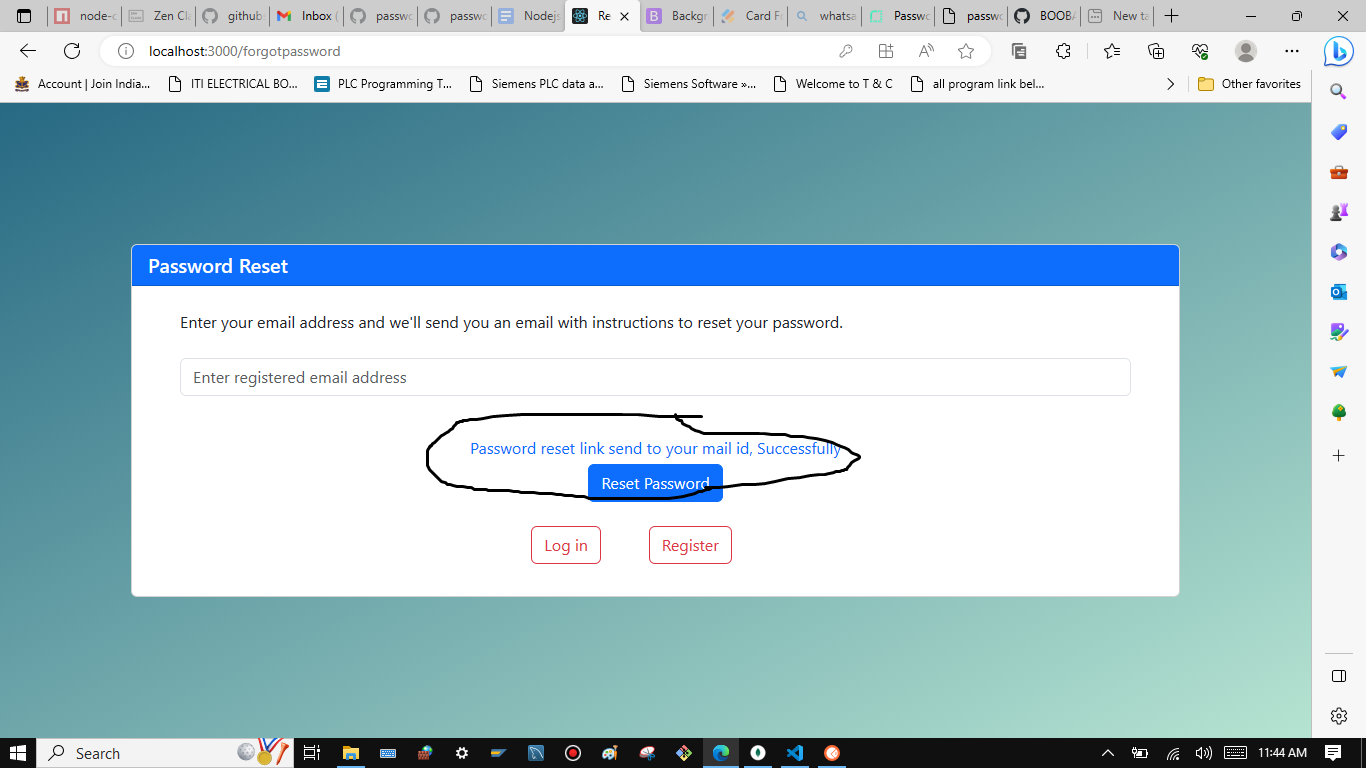 node-c
Zen Cla
github
Inbox (
passwo
passwo
Nodejs
Re
Backgr
Card Fo
whatsa
Passwo
passwo
BOOBA
New ta
localhost:3000/forgotpassword
Account | Join India...
ITI ELECTRICAL BO...
PLC Programming T...
Siemens PLC data a...
Siemens Software »...
Welcome to T & C
all program link bel...
Other favorites
Password Reset
Enter your email address and we'll send you an email with instructions to reset your password.
Enter registered email address
Password reset link send to your mail id, Successfully
Reset Password
Log in
Register
Search
11:44 AM